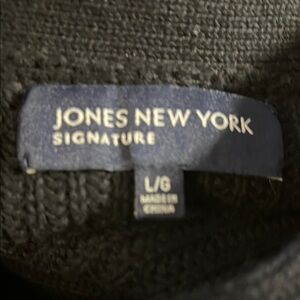 JONES NEW YORK
SIGNATURE
L/G
MADE IN
CHINA